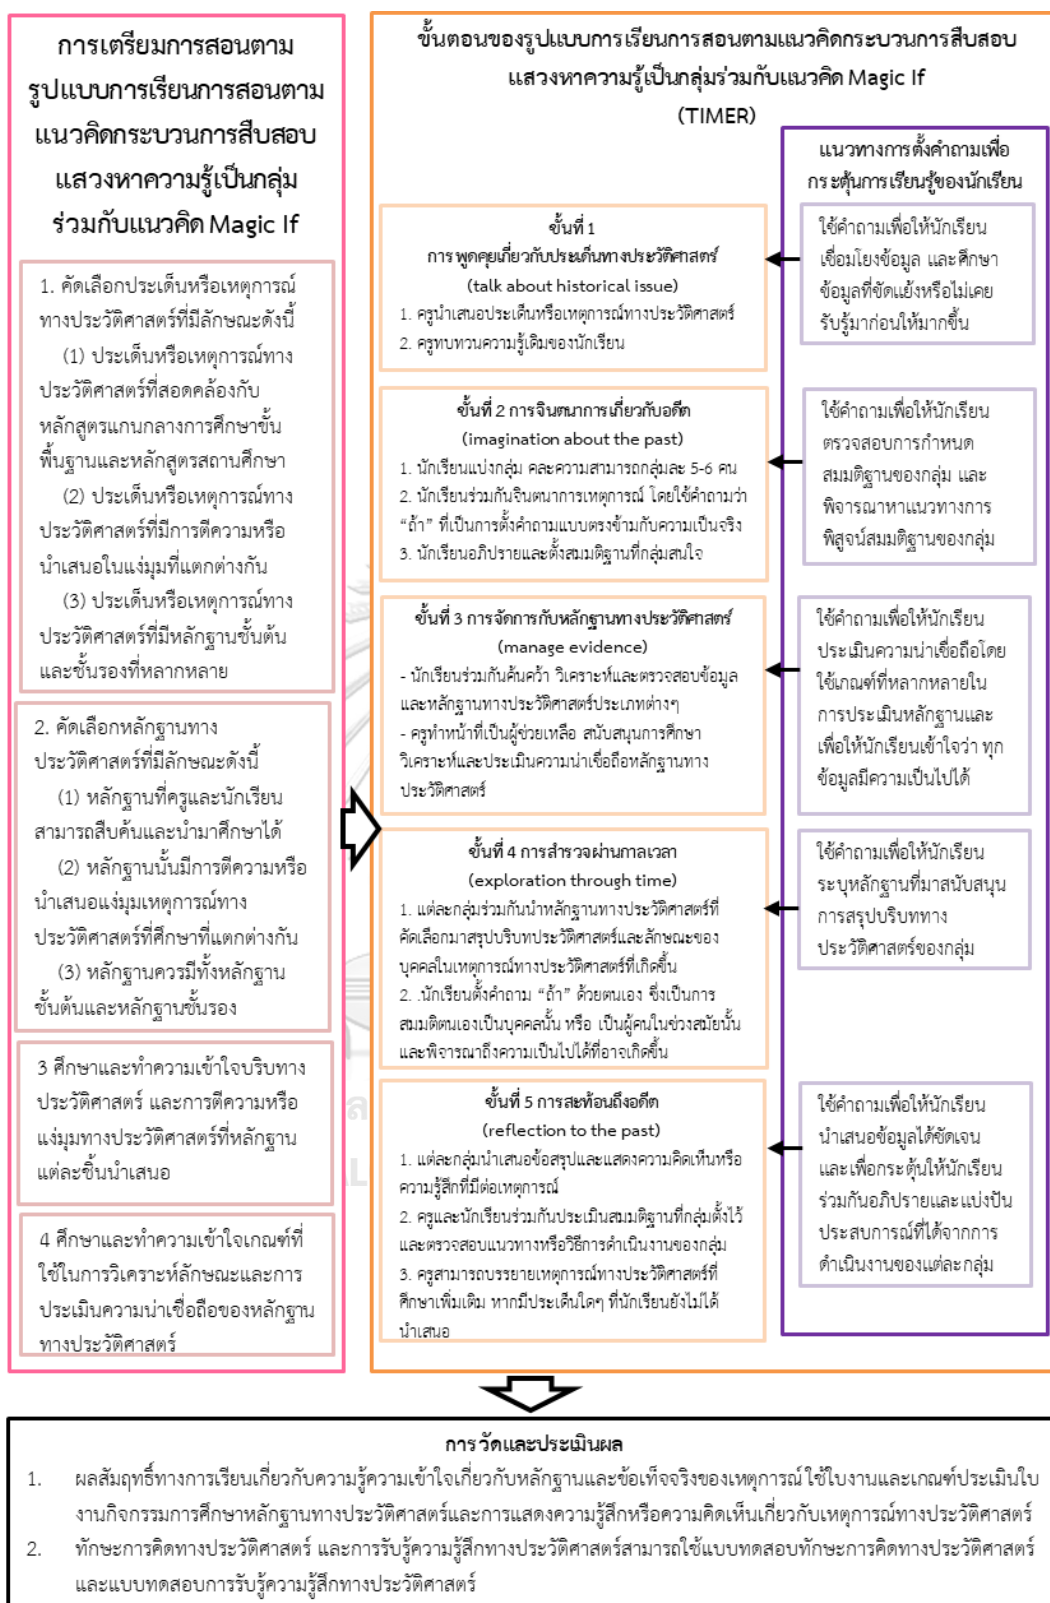 การเตรียมการสอนตาม
รูปแบบการเรียนการสอนตาม
แนวคิดกระบวนการสืบสอบ
แสวงหาความรู้เป็นกลุ่ม
ร่วมกับแนวคิด Magic If
1. คัดเลือกประเด็นหรือเหตุการณ์
ทางประวัติศาสตร์ที่มีลักษณะดังนี้
(1) ประเด็นหรือเหตุการณ์ทาง
ประวัติศาสตร์ที่สอดคล้องกับ
หลักสูตรแกนกลางการศึกษาขั้น
พื้นฐานและหลักสูตรสถานศึกษา
(2) ประเด็นหรือเหตุการณ์ทาง
ประวัติศาสตร์ที่มีการตีความหรือ
นำเสนอในแง่มุมที่แตกต่างกัน
(3) ประเด็นหรือเหตุการณ์ทาง
ประวัติศาสตร์ที่มีหลักฐานชั้นต้น
และชั้นรองที่หลากหลาย
2. คัดเลือกหลักฐานทาง
ประวัติศาสตร์ที่มีลักษณะดังนี้
(1) หลักฐานที่ครูและนักเรียน
สามารถสืบค้นและนำมาศึกษาได้
(2) หลักฐานนั้นมีการตีความหรือ
นำเสนอแง่มุมเหตุการณ์ทาง
ประวัติศาสตร์ที่ศึกษาที่แตกต่างกัน
(3) หลักฐานควรมีทั้งหลักฐาน
ชั้นต้นและหลักฐานชั้นรอง
3 ศึกษาและทำความเข้าใจบริบททาง
ประวัติศาสตร์ และการตีความหรือ
แง่มุมทางประวัติศาสตร์ที่หลักฐาน
แต่ละชิ้นนำเสนอ
4 ศึกษาและทำความเข้าใจเกณฑ์ที่
ใช้ในการวิเคราะห์ลักษณะและการ
ประเมินความน่าเชื่อถือของหลักฐาน
ทางประวัติศาสตร์
ขั้นตอนของรูปแบบการเรียนการสอนตามแนวคิดกระบวนการสืบสอบ
แสวงหาความรู้เป็นกลุ่มร่วมกับแนวคิด Magic If
(TIMER)
แนวทางการตั้งคำถามเพื่อ
กระตุ้นการเรียนรู้ของนักเรียน
ขั้นที่ 1
การพูดคุยเกี่ยวกับประเด็นทางประวัติศาสตร์
(talk about historical issue)
1. ครูนำเสนอประเด็นหรือเหตุการณ์ทางประวัติศาสตร์
2. ครูทบทวนความรู้เดิมของนักเรียน
ใช้คำถามเพื่อให้นักเรียน
เชื่อมโยงข้อมูล และศึกษา
ข้อมูลที่ขัดแย้งหรือไม่เคย
รับรู้มาก่อนให้มากขึ้น
ขั้นที่ 2 การจินตนาการเกี่ยวกับอดีต
(imagination about the past)
1. นักเรียนแบ่งกลุ่ม คละความสามารถกลุ่มละ 5-6 คน
2. นักเรียนร่วมกันจินตนาการเหตุการณ์ โดยใช้คำถามว่า
“ถ้า” ที่เป็นการตั้งคำถามแบบตรงข้ามกับความเป็นจริง
3. นักเรียนอภิปรายและตั้งสมมติฐานที่กลุ่มสนใจ
ใช้คำถามเพื่อให้นักเรียน
ตรวจสอบการกำหนด
สมมติฐานของกลุ่ม และ
พิจารณาหาแนวทางการ
พิสูจน์สมมติฐานของกลุ่ม
ขั้นที่ 3 การจัดการกับหลักฐานทางประวัติศาสตร์
(manage evidence)
- นักเรียนร่วมกันค้นคว้า วิเคราะห์และตรวจสอบข้อมูล
และหลักฐานทางประวัติศาสตร์ประเภทต่างๆ
- ครูทำหน้าที่เป็นผู้ช่วยเหลือ สนับสนุนการศึกษา
วิเคราะห์และประเมินความน่าเชื่อถือหลักฐานทาง
ประวัติศาสตร์
ใช้คำถามเพื่อให้นักเรียน
ประเมินความน่าเชื่อถือโดย
ใช้เกณฑ์ที่หลากหลายใน
การประเมินหลักฐานและ
เพื่อให้นักเรียนเข้าใจว่า ทุก
ข้อมูลมีความเป็นไปได้
ขั้นที่ 4 การสำรวจผ่านกาลเวลา
(exploration through time)
1. แต่ละกลุ่มร่วมกันนำหลักฐานทางประวัติศาสตร์ที่
คัดเลือกมาสรุปบริบทประวัติศาสตร์และลักษณะของ
บุคคลในเหตุการณ์ทางประวัติศาสตร์ที่เกิดขึ้น
2. .นักเรียนตั้งคำถาม “ถ้า” ด้วยตนเอง ซึ่งเป็นการ
สมมติตนเองเป็นบุคคลนั้น หรือ เป็นผู้คนในช่วงสมัยนั้น
และพิจารณาถึงความเป็นไปได้ที่อาจเกิดขึ้น
ใช้คำถามเพื่อให้นักเรียน
ระบุหลักฐานที่มาสนับสนุน
การสรุปบริบททาง
ประวัติศาสตร์ของกลุ่ม
ขั้นที่ 5 การสะท้อนถึงอดีต
(reflection to the past)
1. แต่ละกลุ่มนำเสนอข้อสรุปและแสดงความคิดเห็นหรือ
ความรู้สึกที่มีต่อเหตุการณ์
2. ครูและนักเรียนร่วมกันประเมินสมมติฐานที่กลุ่มตั้งไว้
และตรวจสอบแนวทางหรือวิธีการดำเนินงานของกลุ่ม
3. ครูสามารถบรรยายเหตุการณ์ทางประวัติศาสตร์ที่
ศึกษาเพิ่มเติม หากมีประเด็นใดๆ ที่นักเรียนยังไม่ได้
นำเสนอ
ใช้คำถามเพื่อให้นักเรียน
นำเสนอข้อมูลได้ชัดเจน
และเพื่อกระตุ้นให้นักเรียน
ร่วมกันอภิปรายและแบ่งปัน
ประสบการณ์ที่ได้จากการ
ดำเนินงานของแต่ละกลุ่ม
การวัดและประเมินผล
1. ผลสัมฤทธิ์ทางการเรียนเกี่ยวกับความรู้ความเข้าใจเกี่ยวกับหลักฐานและข้อเท็จจริงของเหตุการณ์ ใช้ใบงานและเกณฑ์ประเมินใบ
งานกิจกรรมการศึกษาหลักฐานทางประวัติศาสตร์และการแสดงความรู้สึกหรือความคิดเห็นเกี่ยวกับเหตุการณ์ทางประวัติศาสตร์
2. ทักษะการคิดทางประวัติศาสตร์ และการรับรู้ความรู้สึกทางประวัติศาสตร์สามารถใช้แบบทดสอบทักษะการคิดทางประวัติศาสตร์
และแบบทดสอบการรับรู้ความรู้สึกทางประวัติศาสตร์